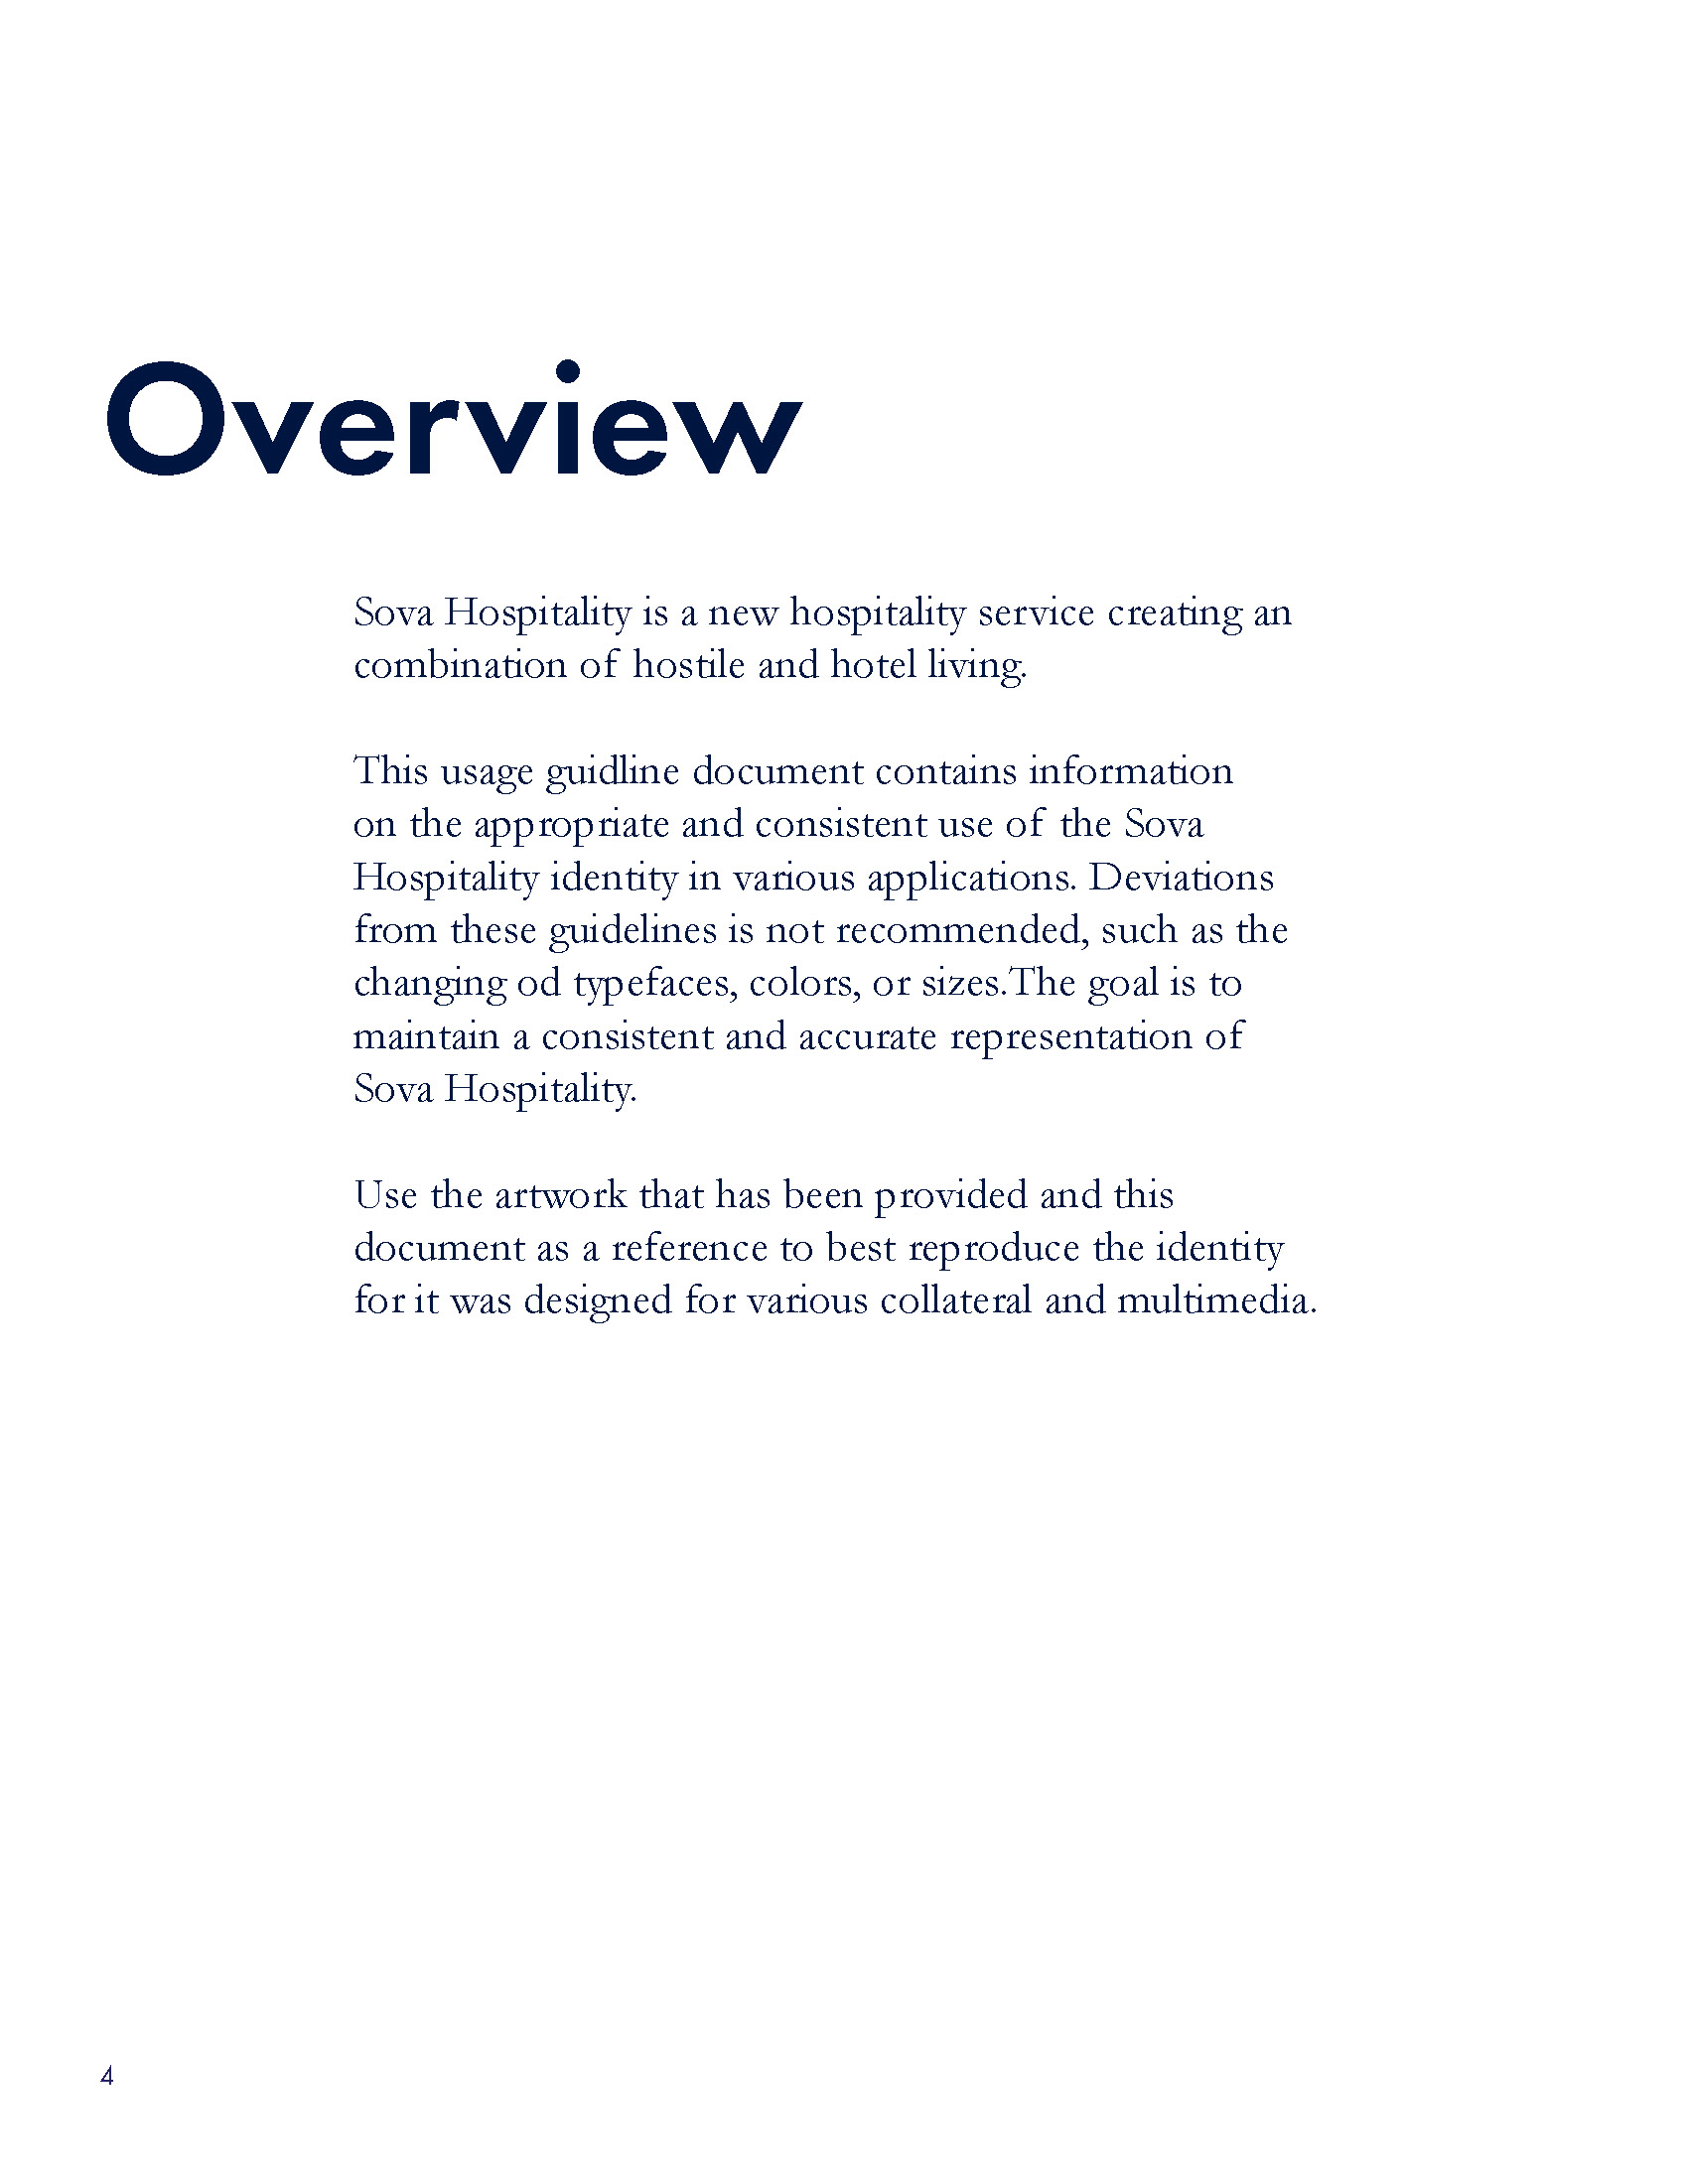 Overview
Sova Hospitality is a new hospitality service creating an
combination of hostile and hotel living.
This usage guidline document contains information
on the appropriate and consistent use of the Sova
Hospitality identity in various applications. Deviations
from these guidelines is not recommended, such as the
changing od typefaces, colors, or sizes.The goal is to
maintain a consistent and accurate representation of
Sova Hospitality.
Use the artwork that has been provided and this
document as a reference to best reproduce the identity
for it was designed for various collateral and multimedia.
4